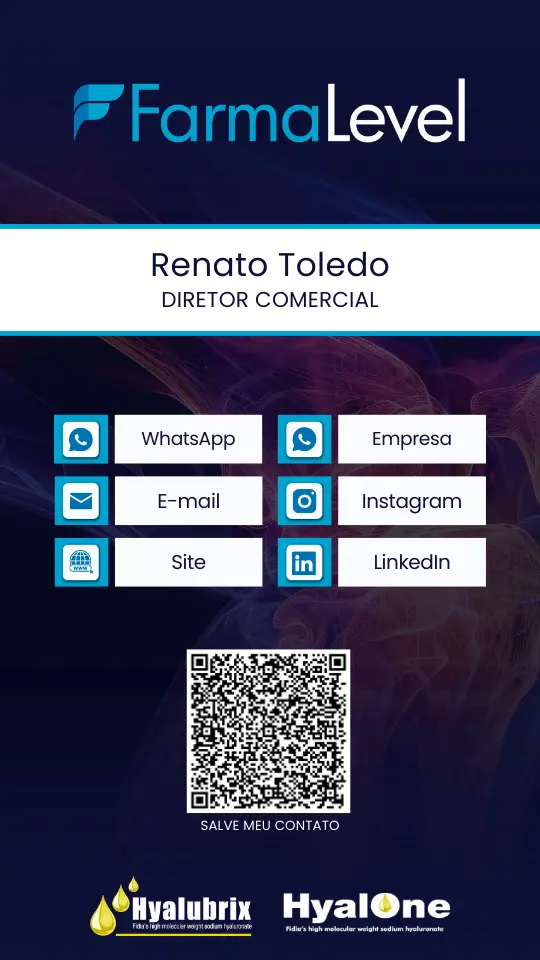 FarmaLevel
Renato Toledo
DIRETOR COMERCIAL
WhatsApp
Empresa
E-mail
Instagram
www
Site
in
LinkedIn
SALVE MEU CONTATO
Hyalubrix
Fidia's high molecular weight sodium hyaluronate
HyalOne
Fidia's high molecular weight sodium hyaluronate